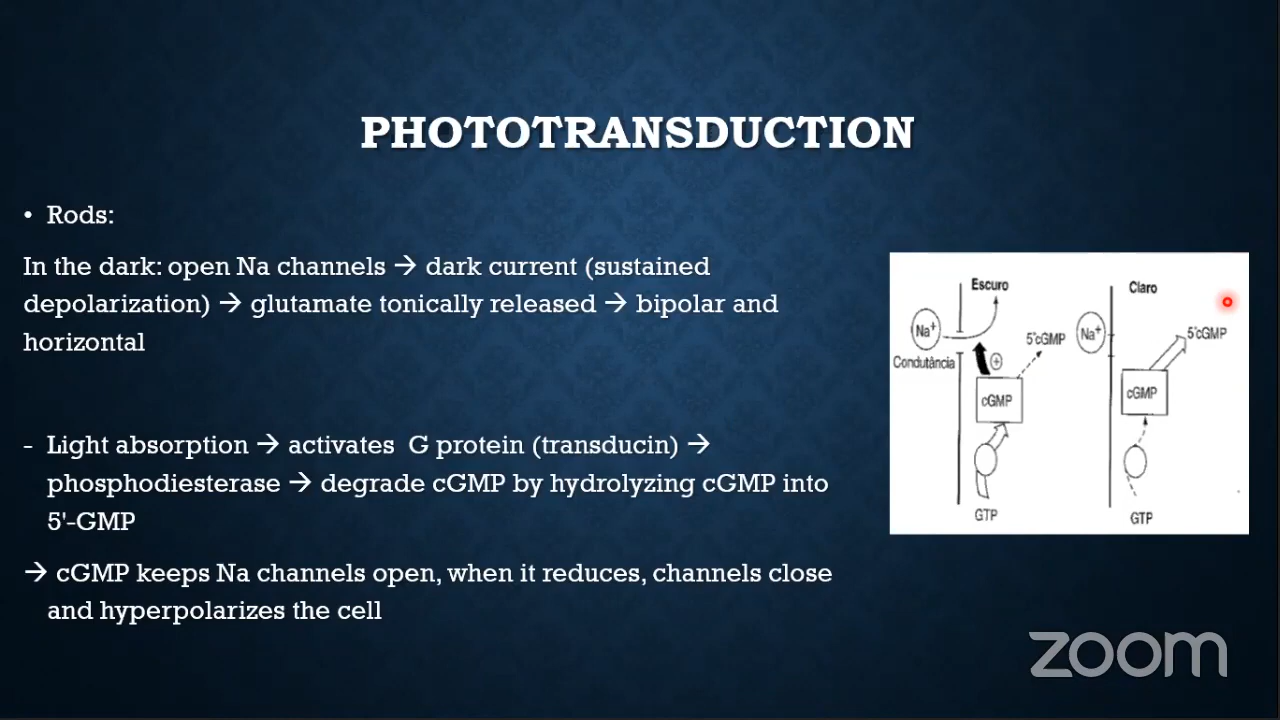 PHOTOTRANSDUCTION
• Rods:
In the dark: open Na channels → dark current (sustained
depolarization) → glutamate tonically released → bipolar and
horizontal
- Light absorption → activates G protein (transducin) →
phosphodiesterase → degrade cGMP by hydrolyzing cGMP into
5'-GMP
→ cGMP keeps Na channels open, when it reduces, channels close
and hyperpolarizes the cell
Escuro
Na+
Condutância
+
5'cGMP
cGMP
GTP
Claro
Na+
5'cGMP
cGMP
GTP
zoom